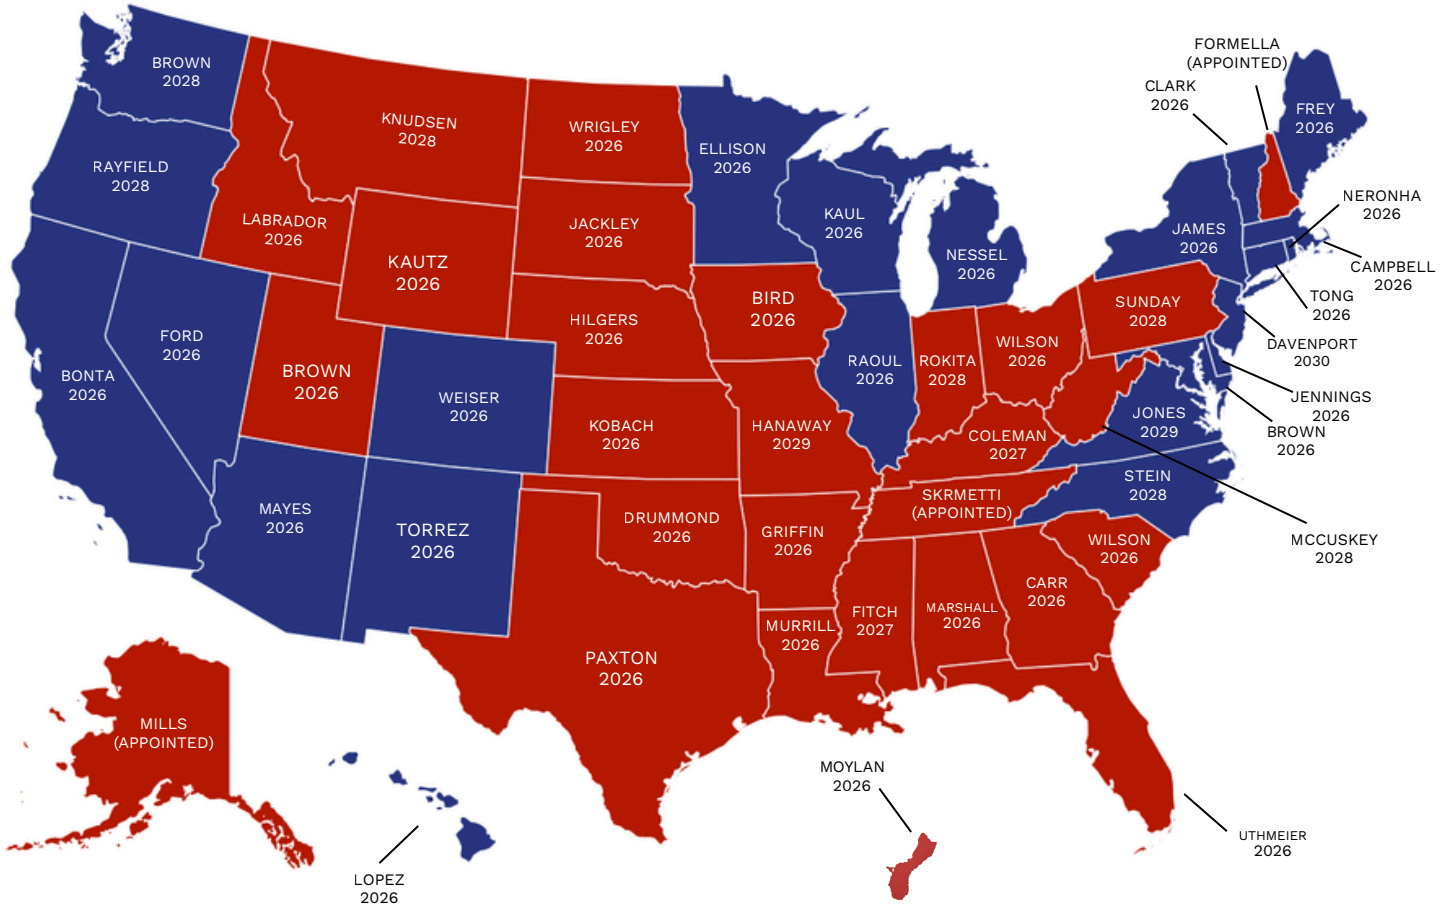 BROWN
2028
RAYFIELD
2028
BONTA
2026
FORD
2026
LABRADOR
2026
KNUDSEN
2028
KAUTZ
2026
BROWN
2026
WEISER
2026
MAYES
2026
TORREZ
2026
WRIGLEY
2026
JACKLEY
2026
HILGERS
2026
KOBACH
2026
DRUMMOND
2026
PAXTON
2026
ELLISON
2026
BIRD
2026
HANAWAY
2029
GRIFFIN
2026
MURRILL
2026
KAUL
2026
RAOUL
2026
NESSEL
2026
ROKITA
2028
WILSON
2026
COLEMAN
2027
SKRMETTI
(APPOINTED)
FITCH
2027
MARSHALL
2026
CARR
2026
WILSON
2026
STEIN
2028
JONES
2029
SUNDAY
2028
JAMES
2026
FORMELLA
(APPOINTED)
CLARK
2026
FREY
2026
NERONHA
2026
CAMPBELL
2026
TONG
2026
DAVENPORT
2030
JENNINGS
2026
BROWN
2026
MCCUSKEY
2028
UTHMEIER
2026
MOYLAN
2026
LOPEZ
2026
MILLS
(APPOINTED)